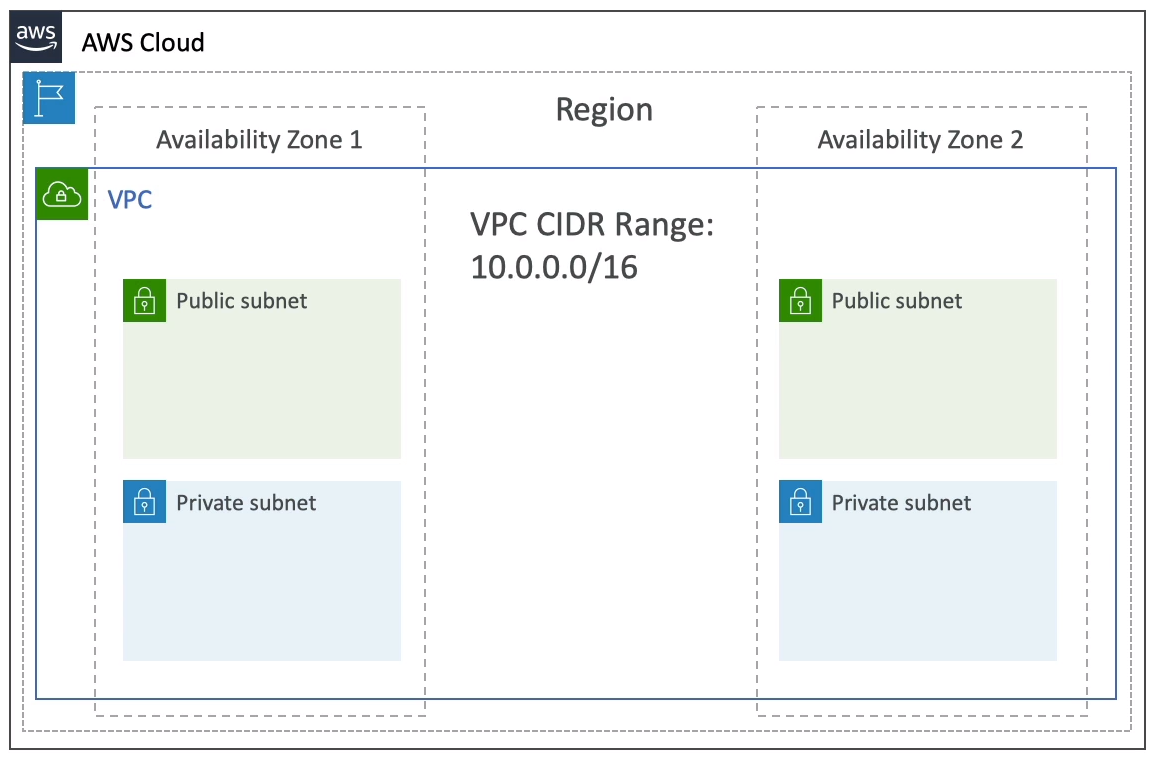 aws
AWS Cloud
Region
Availability Zone 1
Availability Zone 2
VPC
VPC CIDR Range:
10.0.0.0/16
Public subnet
Public subnet
Private subnet
Private subnet